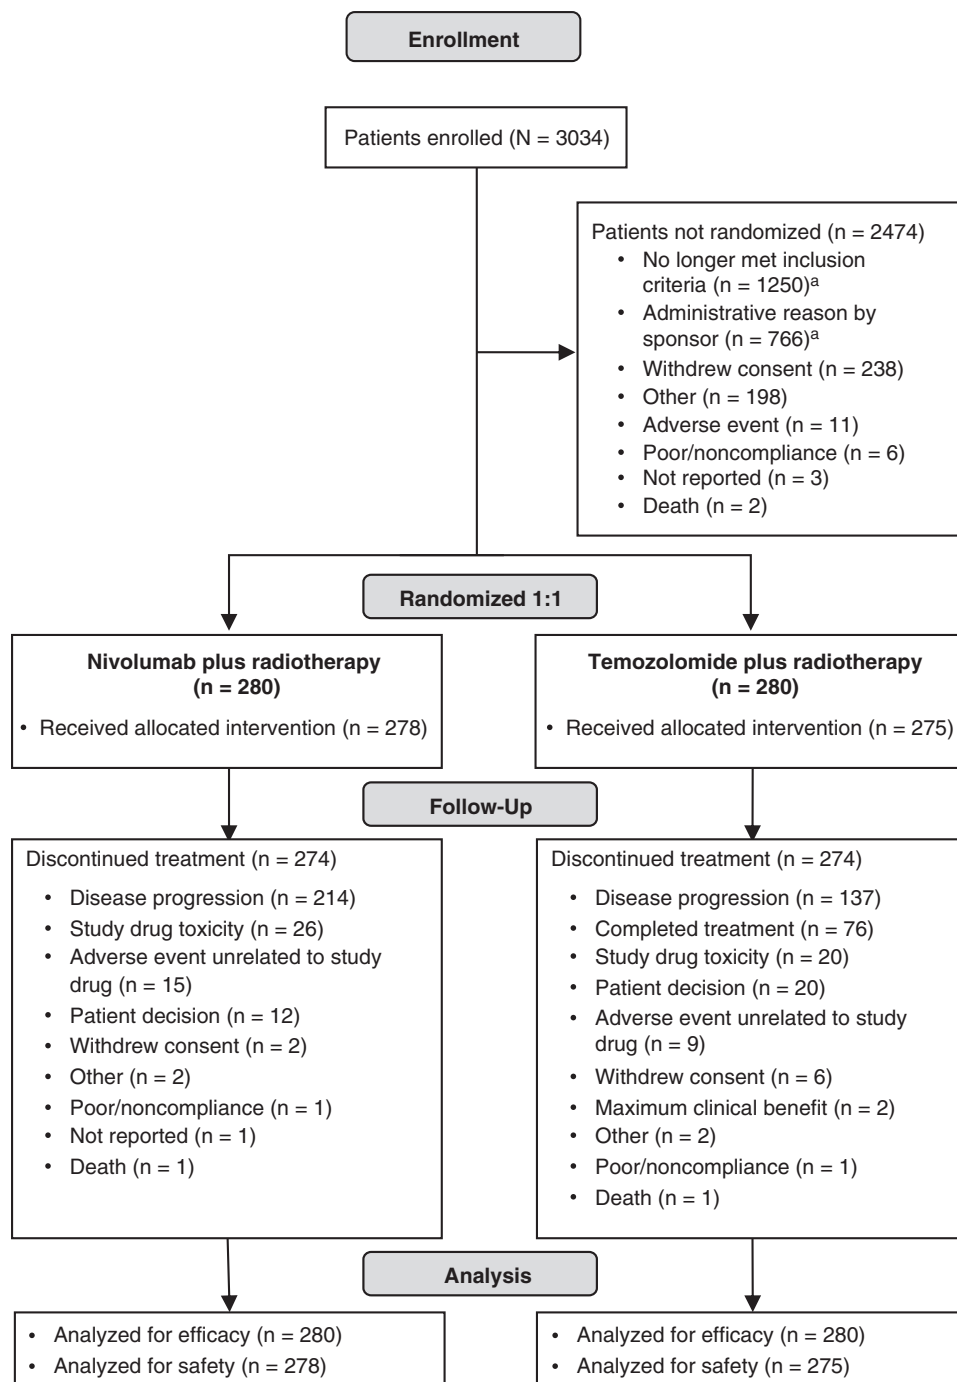 Enrollment
Patients enrolled (N = 3034)
Patients not randomized (n = 2474)
• No longer met inclusion
criteria (n = 1250)a
• Administrative reason by
sponsor (n = 766)a
• Withdrew consent (n = 238)
• Other (n = 198)
• Adverse event (n = 11)
• Poor/noncompliance (n = 6)
• Not reported (n = 3)
• Death (n = 2)
Randomized 1:1
Nivolumab plus radiotherapy
(n = 280)
• Received allocated intervention (n = 278)
Temozolomide plus radiotherapy
(n = 280)
• Received allocated intervention (n = 275)
Follow-Up
Discontinued treatment (n = 274)
• Disease progression (n = 214)
• Study drug toxicity (n = 26)
• Adverse event unrelated to study
drug (n = 15)
• Patient decision (n = 12)
• Withdrew consent (n = 2)
• Other (n = 2)
• Poor/noncompliance (n = 1)
• Not reported (n = 1)
• Death (n = 1)
Discontinued treatment (n = 274)
• Disease progression (n = 137)
• Completed treatment (n = 76)
• Study drug toxicity (n = 20)
• Patient decision (n = 20)
• Adverse event unrelated to study
drug (n = 9)
• Withdrew consent (n = 6)
• Maximum clinical benefit (n = 2)
• Other (n = 2)
• Poor/noncompliance (n = 1)
• Death (n = 1)
Analysis
• Analyzed for efficacy (n = 280)
• Analyzed for safety (n = 278)
• Analyzed for efficacy (n = 280)
• Analyzed for safety (n = 275)